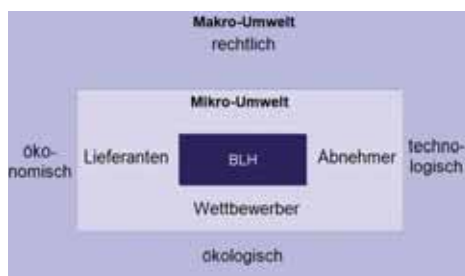 Makro-Umwelt
rechtlich
Mikro-Umwelt
öko-
nomisch
Lieferanten
BLH
Abnehmer
techno-
logisch
Wettbewerber
ökologisch